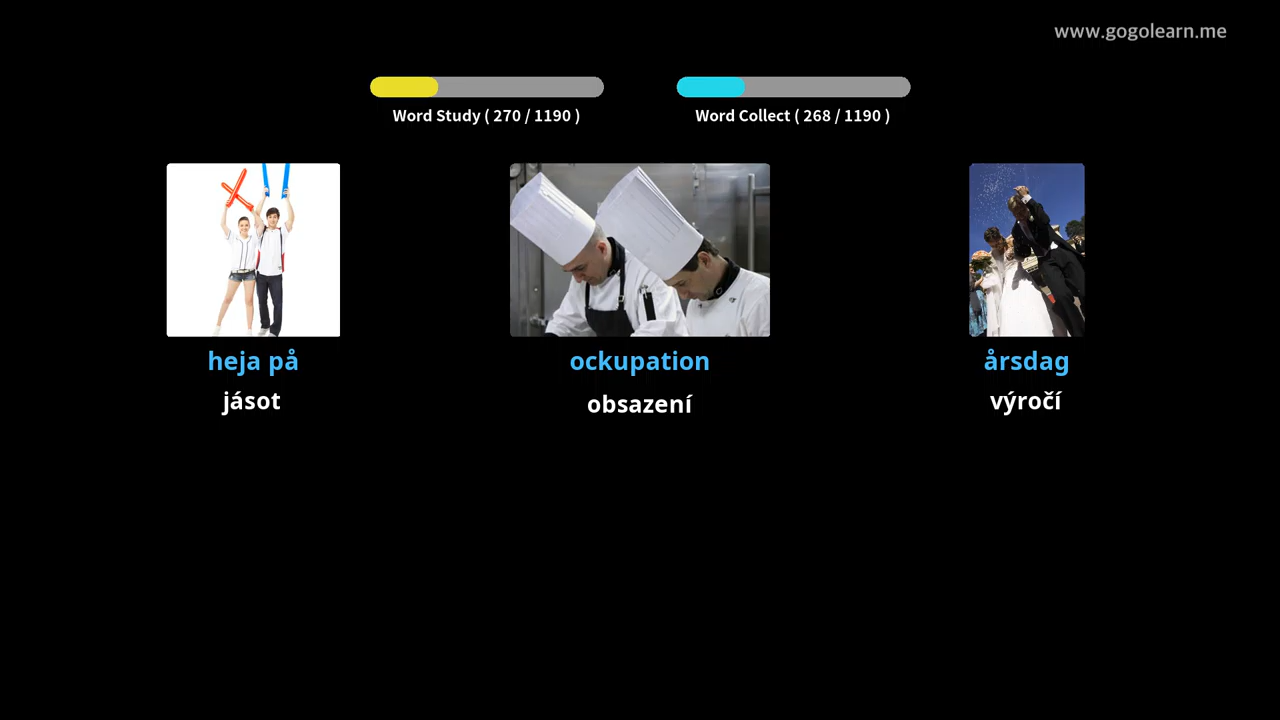 www.gogolearn.me
Word Study ( 270 / 1190 )
Word Collect ( 268 / 1190 )
heja på
ockupation
årsdag
jásot
obsazení
výročí